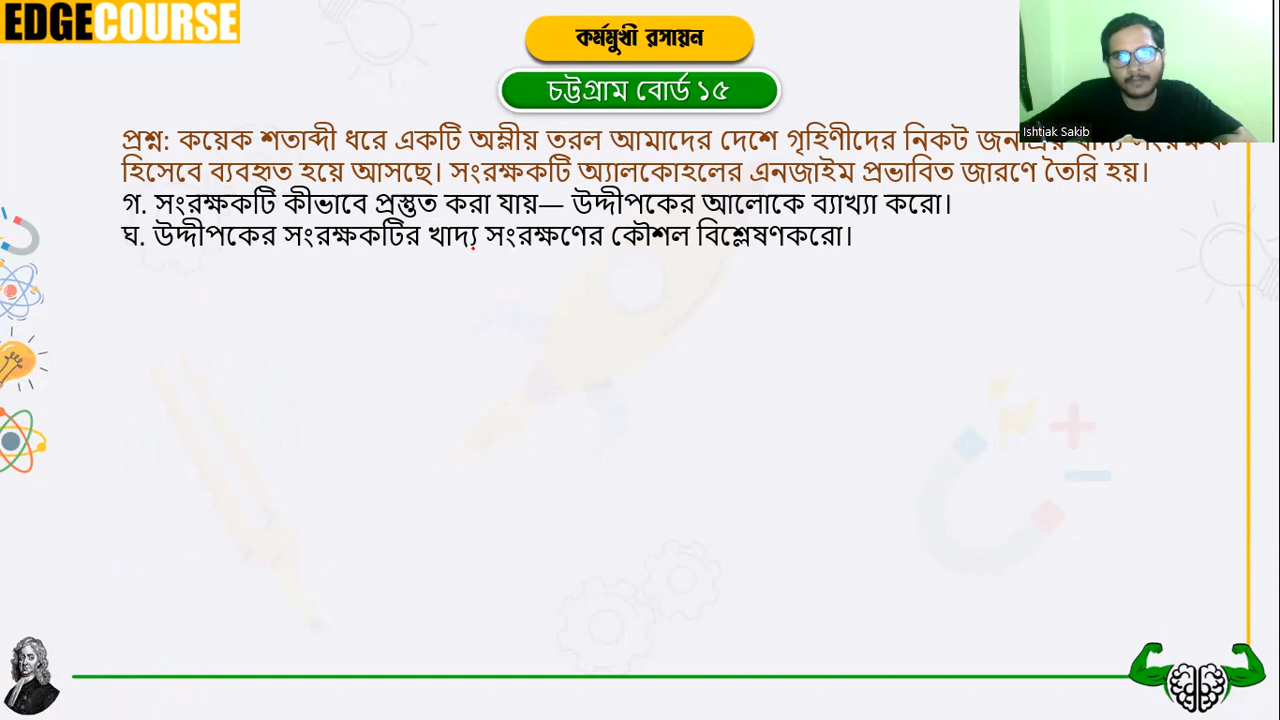 EDGECOURSE
কর্মমুখী রসায়ন
চট্টগ্রাম বোর্ড ১৫
Ishtiak Sakib
প্রশ্ন: কয়েক শতাব্দী ধরে একটি অম্লীয় তরল আমাদের দেশে গৃহিণীদের নিকট
হিসেবে ব্যবহৃত হয়ে আসছে। সংরক্ষকটি অ্যালকোহলের এনজাইম প্রভাবিত জারণে তৈরি হয়।
গ. সংরক্ষকটি কীভাবে প্রস্তুত করা যায়— উদ্দীপকের আলোকে ব্যাখ্যা করো।
ঘ. উদ্দীপকের সংরক্ষকটির খাদ্য সংরক্ষণের কৌশল বিশ্লেষণকরো।